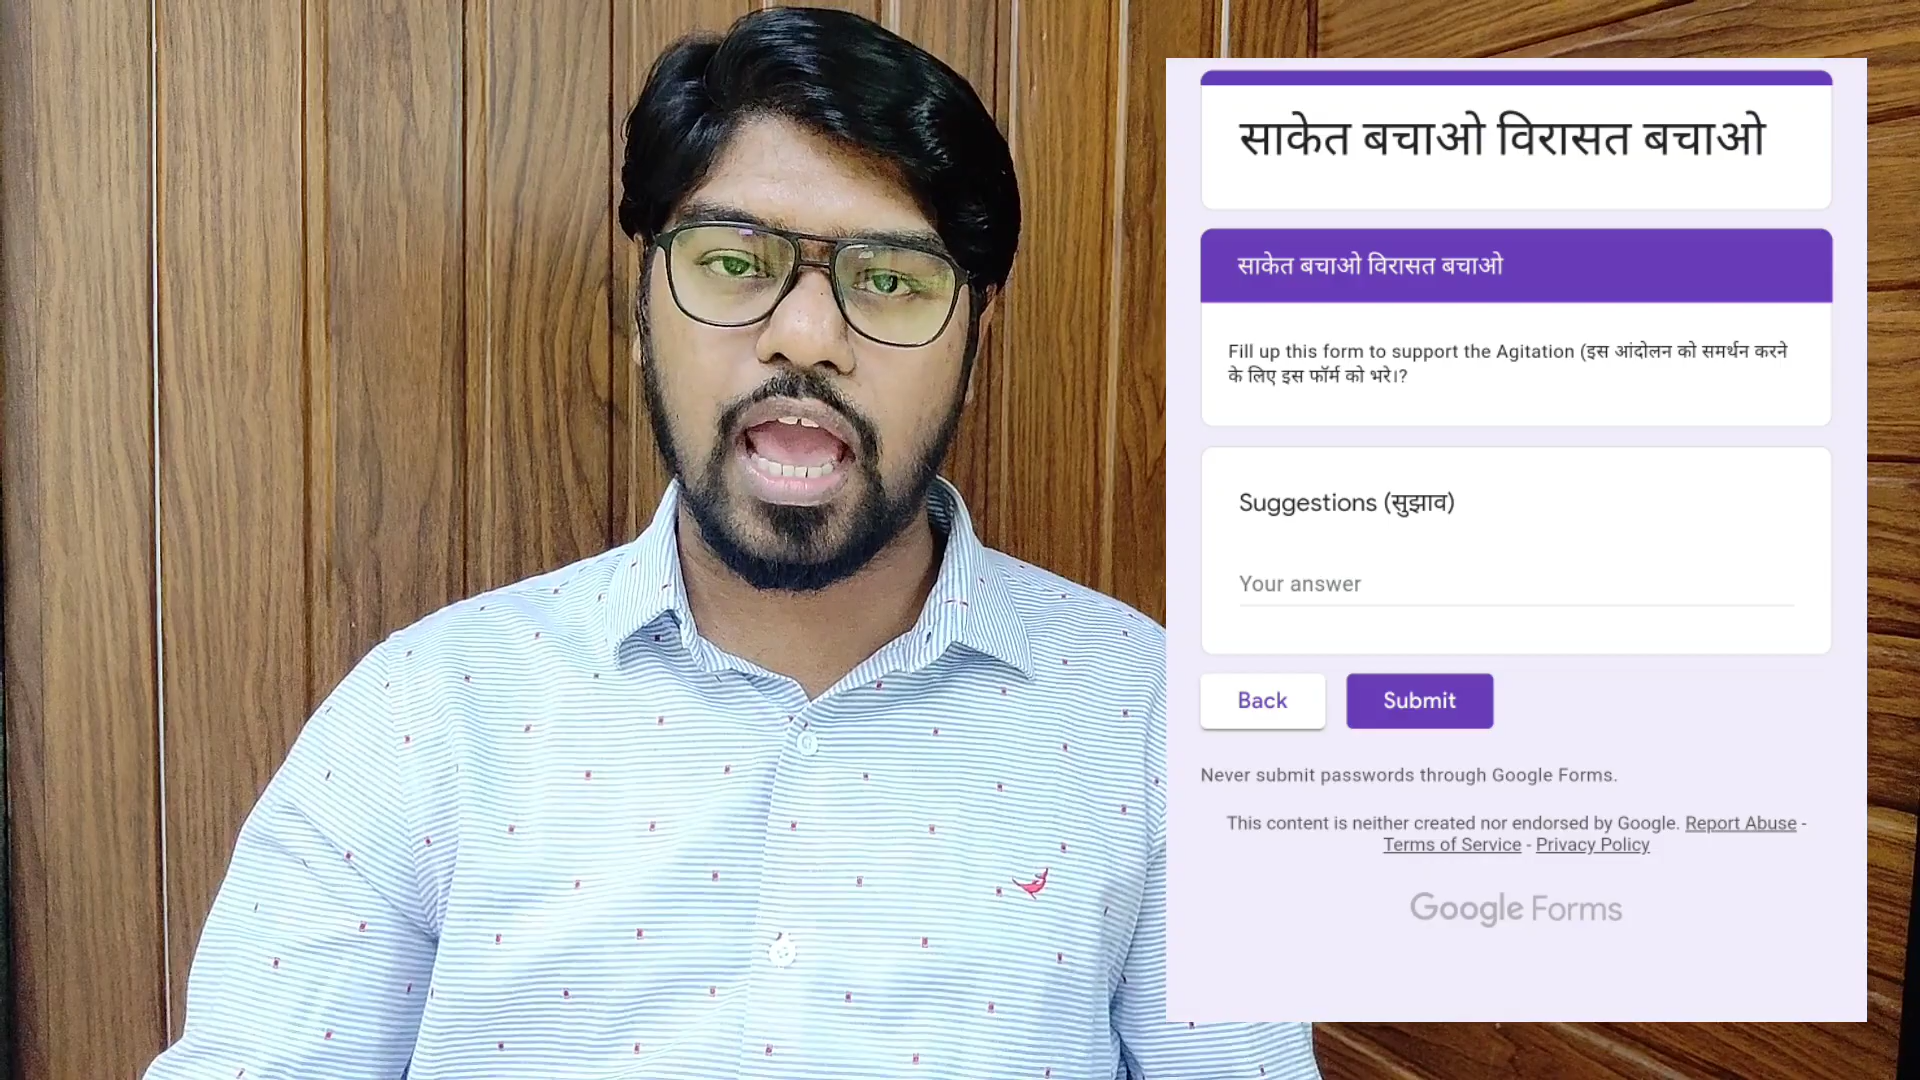 साकेत बचाओ विरासत बचाओ
साकेत बचाओ विरासत बचाओ
Fill up this form to support the Agitation (इस आंदोलन को समर्थन करने
के लिए इस फॉर्म को भरे।?
Suggestions (सुझाव)
Your answer
Back
Submit
Never submit passwords through Google Forms.
This content is neither created nor endorsed by Google. Report Abuse -
Terms of Service - Privacy Policy
Google Forms